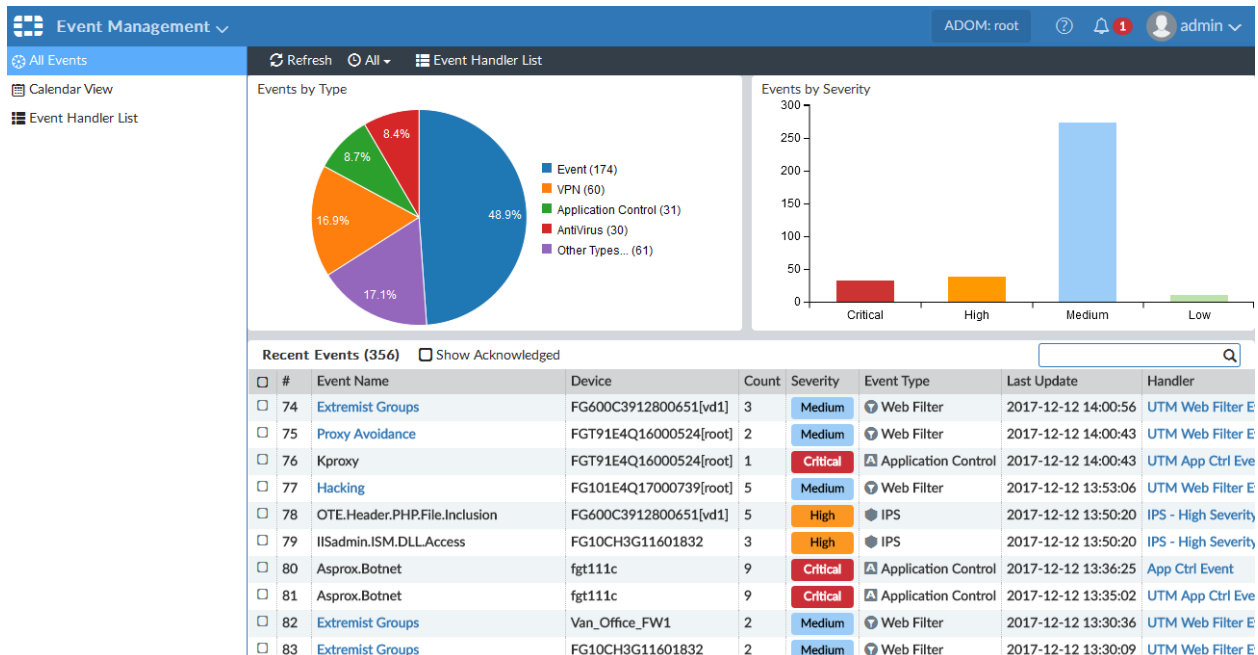 Event Management
ADOM: root
1
admin
All Events
Refresh All Event Handler List
Calendar View
Event Handler List
Events by Type
8.4%
8.7%
16.9%
48.9%
17.1%
Event (174)
VPN (60)
Application Control (31)
AntiVirus (30)
Other Types... (61)
Events by Severity
300
250
200
150
100
50
0
Critical High Medium Low
Recent Events (356) Show Acknowledged
# Event Name Device Count Severity Event Type Last Update Handler
74 Extremist Groups FG600C3912800651[vd1] 3 Medium Web Filter 2017-12-12 14:00:56 UTM Web Filter E
75 Proxy Avoidance FGT91E4Q16000524[root] 2 Medium Web Filter 2017-12-12 14:00:43 UTM Web Filter E
76 Kproxy FGT91E4Q16000524[root] 1 Critical A Application Control 2017-12-12 14:00:43 UTM App Ctrl Eve
77 Hacking FG101E4Q17000739[root] 5 Medium Web Filter 2017-12-12 13:53:06 UTM Web Filter E
78 OTE.Header.PHP.File.Inclusion FG600C3912800651[vd1] 5 High IPS 2017-12-12 13:50:20 IPS - High Severity
79 IISadmin.ISM.DLL.Access FG10CH3G11601832 3 High IPS 2017-12-12 13:50:20 IPS - High Severity
80 Asprox.Botnet fgt111c 9 Critical A Application Control 2017-12-12 13:36:25 App Ctrl Event
81 Asprox.Botnet fgt111c 9 Critical A Application Control 2017-12-12 13:35:02 UTM App Ctrl Eve
82 Extremist Groups Van_Office_FW1 2 Medium Web Filter 2017-12-12 13:30:36 UTM Web Filter E
83 Extremist Groups FG10CH3G11601832 2 Medium Web Filter 2017-12-12 13:30:09 UTM Web Filter E